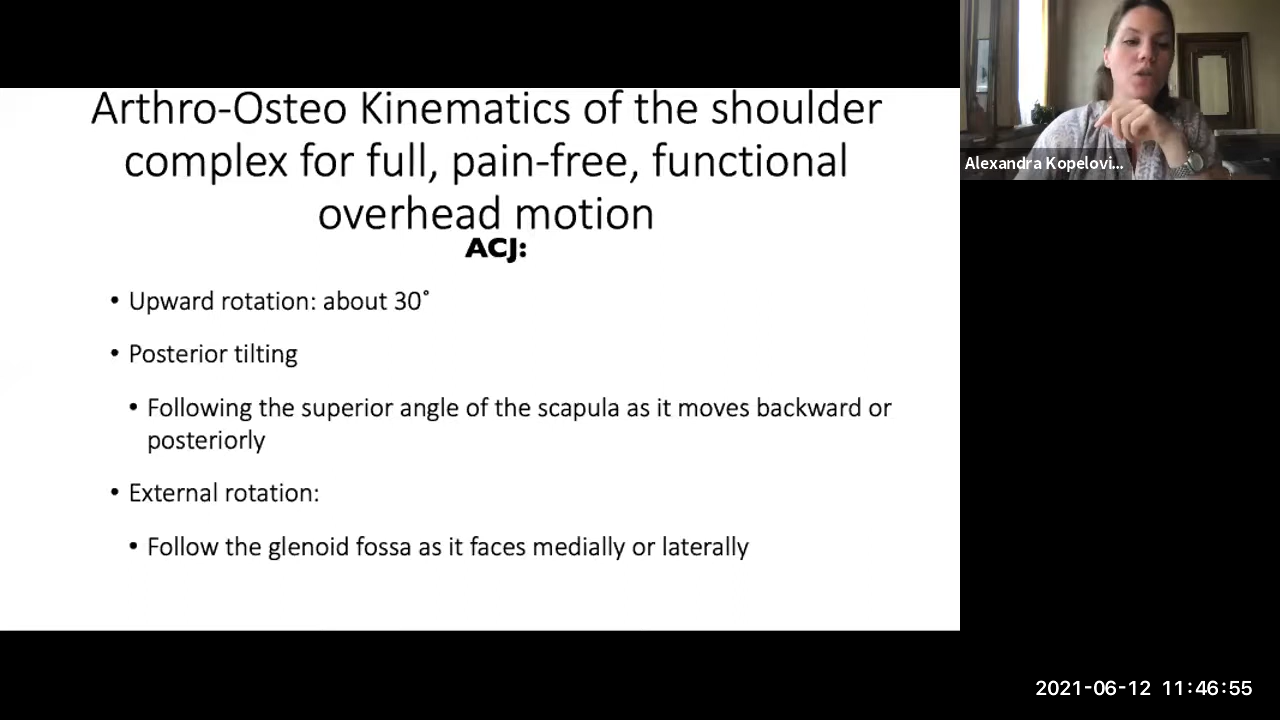 Arthro-Osteo Kinematics of the shoulder
complex for full, pain-free, functional
overhead motion
ACJ:
• Upward rotation: about 30˚
• Posterior tilting
• Following the superior angle of the scapula as it moves backward or
posteriorly
• External rotation:
• Follow the glenoid fossa as it faces medially or laterally
Alexandra Kopelovi...
2021-06-12 11:46:55